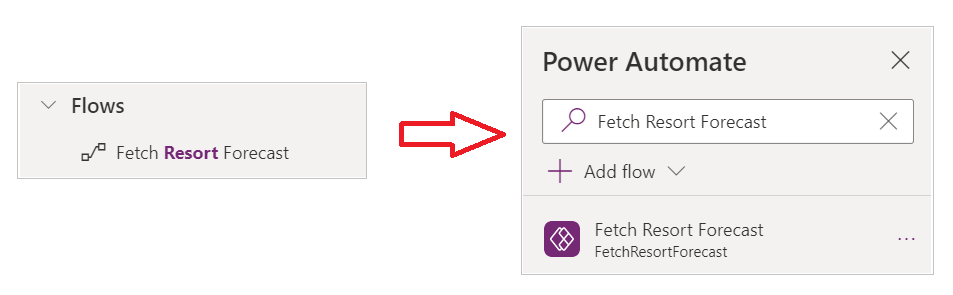 Flows
Fetch Resort Forecast
Power Automate
Fetch Resort Forecast
Add flow
Fetch Resort Forecast
FetchResortForecast